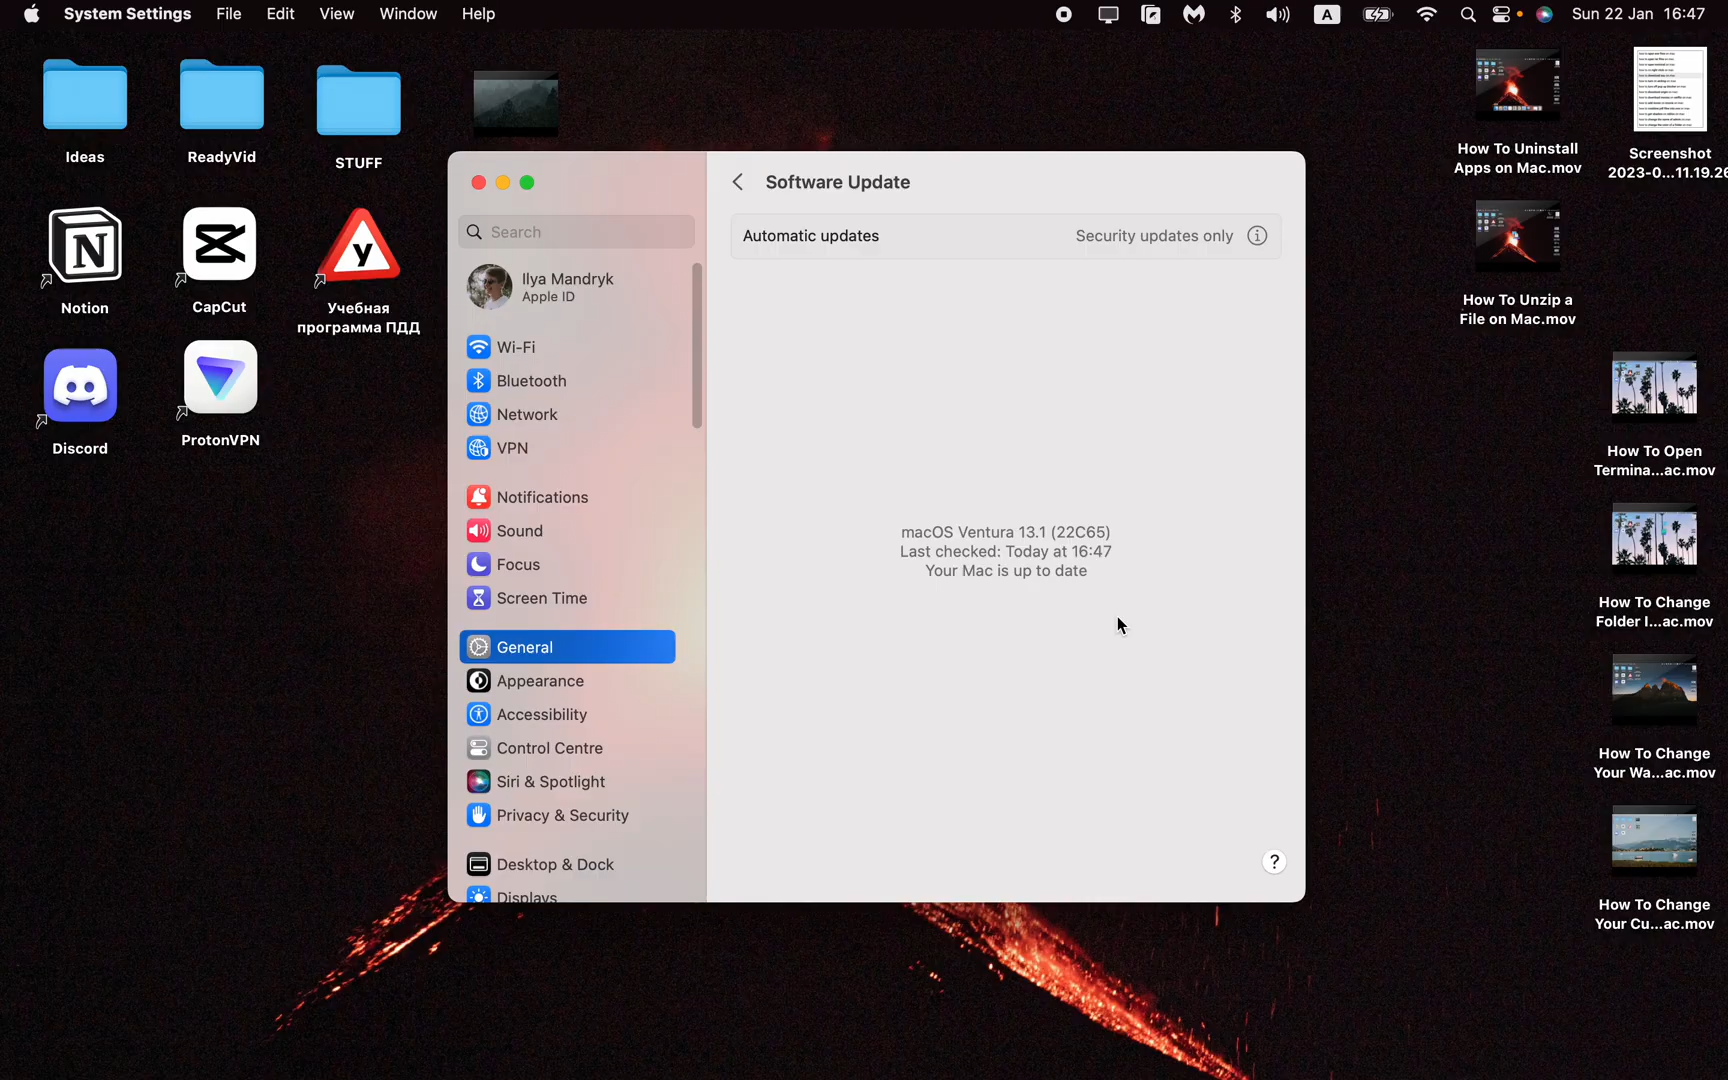 System Settings File Edit View Window Help
A
Sun 22 Jan 16:47
Ideas
ReadyVid
STUFF
Notion
CapCut
Учебная
программа ПДД
Discord
ProtonVPN
Search
Ilya Mandryk
Apple ID
Wi-Fi
Bluetooth
Network
VPN
Notifications
Sound
Focus
Screen Time
General
Appearance
Accessibility
Control Centre
Siri & Spotlight
Privacy & Security
Desktop & Dock
Displays
Software Update
Automatic updates
Security updates only
macOS Ventura 13.1 (22C65)
Last checked: Today at 16:47
Your Mac is up to date
?
How To Uninstall
Apps on Mac.mov
Screenshot
2023-0...11.19.26
How To Unzip a
File on Mac.mov
How To Open
Termina...ac.mov
How To Change
Folder I...ac.mov
How To Change
Your Wa...ac.mov
How To Change
Your Cu...ac.mov